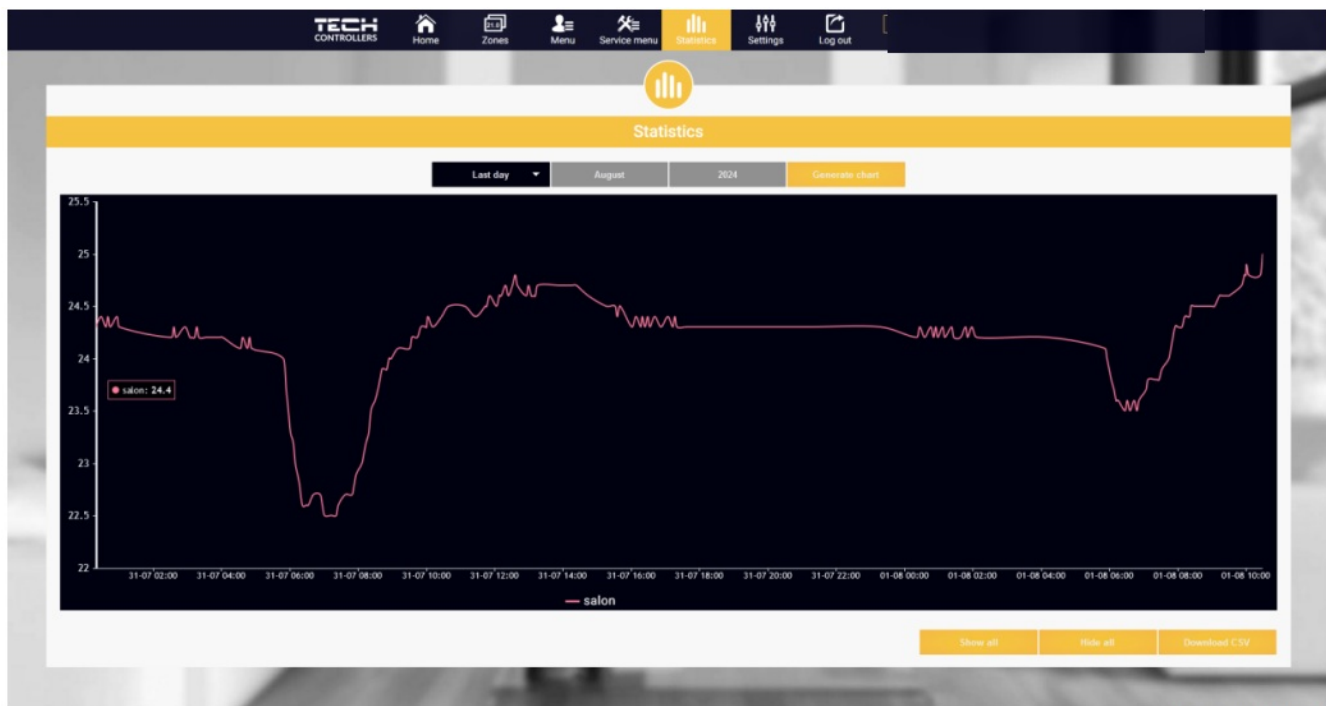 TECH
CONTROLLERS
Home Zones Menu Service menu Statistics Settings Log out
21.0
Statistics
Last day August 2024 Generate chart
25.5
25
24.5
24
23.5
23
22.5
22
salon: 24.4
31-07 02:00 31-07 04:00 31-07 06:00 31-07 08:00 31-07 10:00 31-07 12:00 31-07 14:00 31-07 16:00 31-07 18:00 31-07 20:00 31-07 22:00 01-08 00:00 01-08 02:00 01-08 04:00 01-08 06:00 01-08 08:00 01-08 10:00
salon
Show all Hide all Download CSV